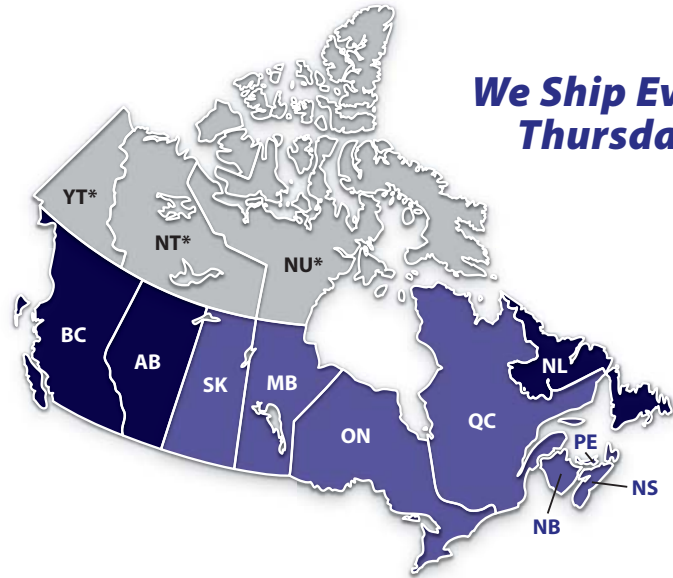 We Ship Ev
Thursda
YT*
NT*
NU*
BC
AB
SK
MB
ON
QC
NL
PE
NS
NB